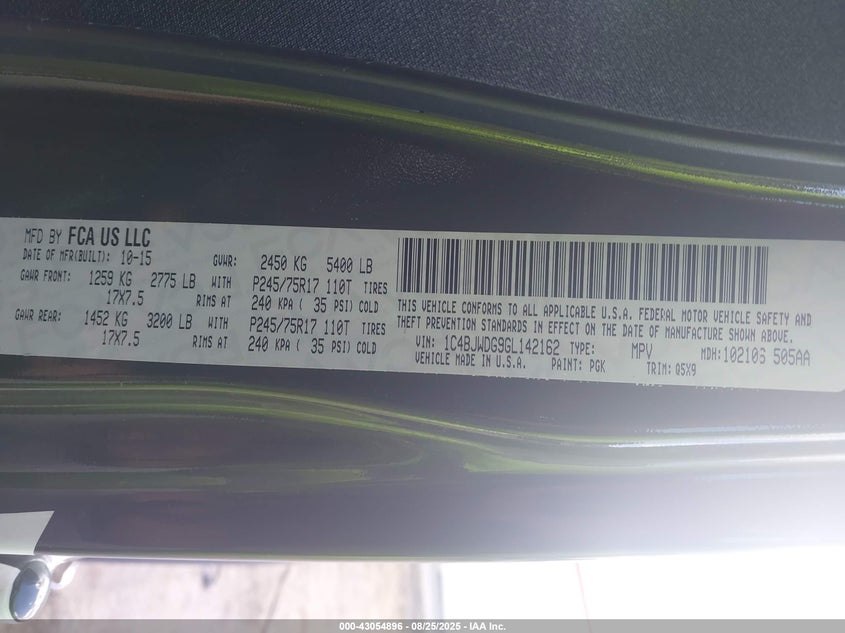 MFD BY FCA US LLC
DATE OF MFR(BUILT): 10-15 GVWR: 2450 KG 5400 LB
GAWR FRONT: 1259 KG 2775 LB WITH P245/75R17 110T TIRES
17X7.5 RIMS AT 240 KPA ( 35 PSI) COLD
GAWR REAR: 1452 KG 3200 LB WITH P245/75R17 110T TIRES
17X7.5 RIMS AT 240 KPA ( 35 PSI) COLD
THIS VEHICLE CONFORMS TO ALL APPLICABLE U.S.A. FEDERAL MOTOR VEHICLE SAFETY AND
THEFT PREVENTION STANDARDS IN EFFECT ON THE DATE OF MANUFACTURE SHOWN ABOVE.
VIN: 1C4BJWDG9GL142162 TYPE: MPV MDH: 102106 505AA
VEHICLE MADE IN U.S.A. PAINT: PGK TRIM: Q5X9
000-43054896 - 08/25/2025 - IAA Inc.